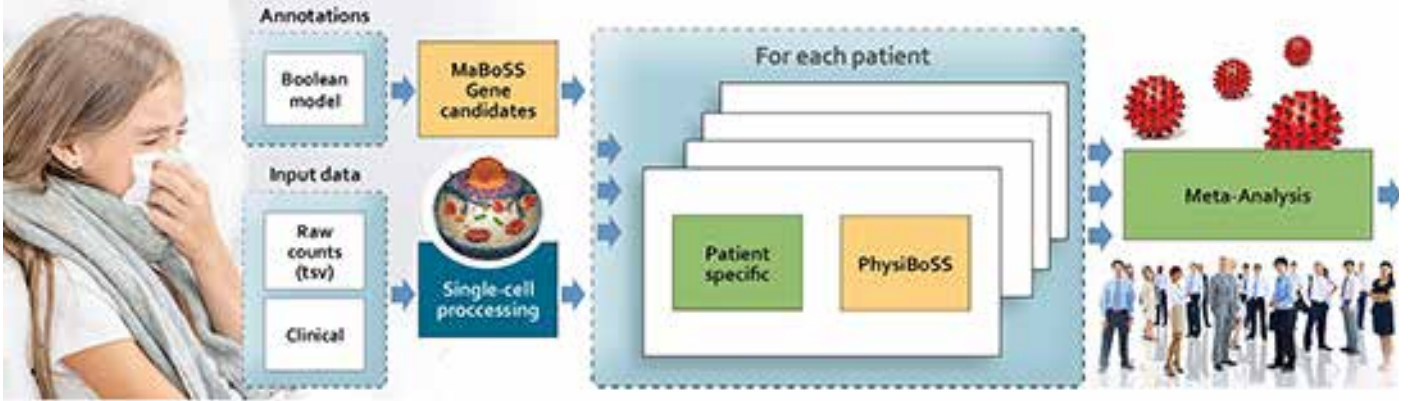 Annotations
Boolean
model
MaBoSS
Gene
candidates
Input data
Raw
counts
(tsv)
Clinical
Single-cell
proccessing
For each patient
Patient
specific
PhysiBoSS
Meta-Analysis